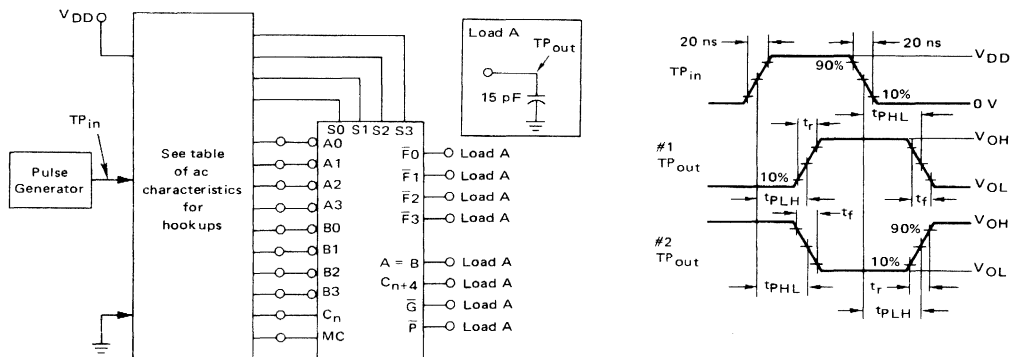 VDD
TPin
Pulse
Generator
See table
of ac
characteristics
for
hookups
S0 S1 S2 S3
A0
A1
A2
A3
B0
B1
B2
B3
Cn
MC
F̅0 Load A
F̅1 Load A
F̅2 Load A
F̅3 Load A
A = B Load A
Cn+4 Load A
G̅ Load A
P̅ Load A
Load A
TPout
15 pF
20 ns
20 ns
TPin
90%
10%
VDD
0 V
tPHL
tr
#1
TPout
10%
VOH
VOL
tPLH
tf
#2
TPout
90%
10%
VOH
VOL
tPHL
tr
tPLH
tf